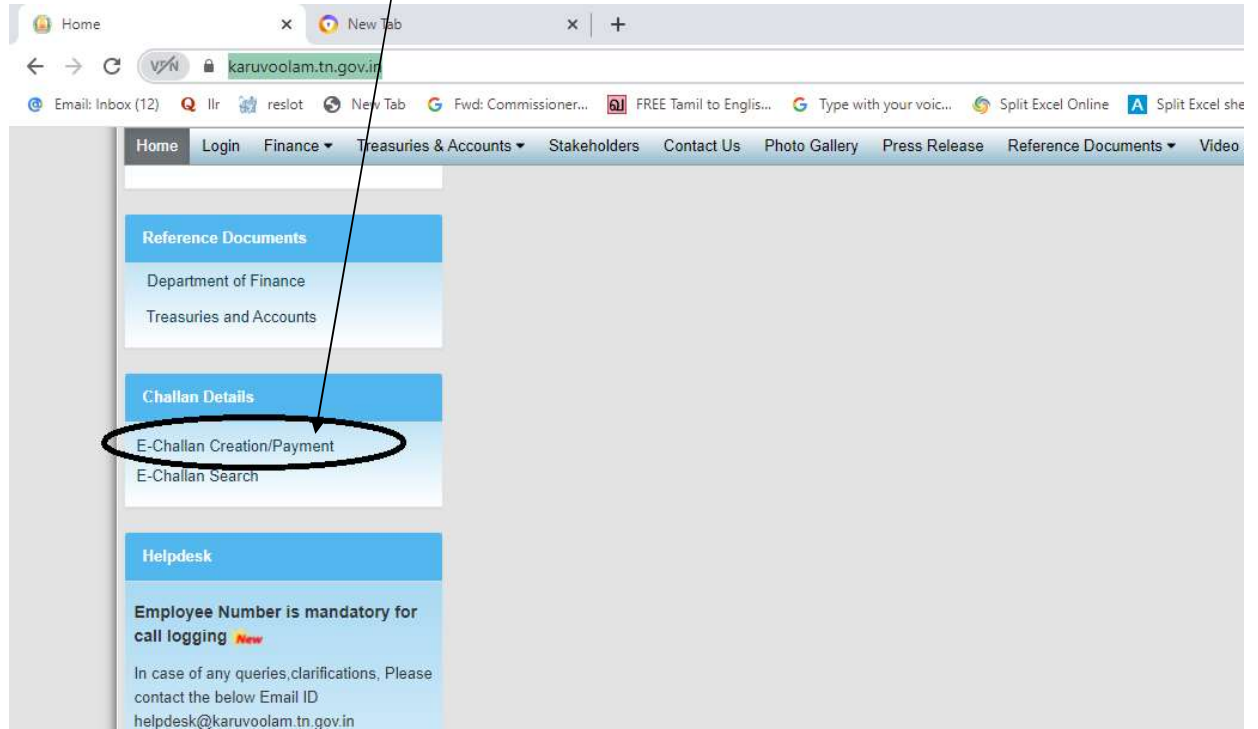 Home
New Tab
VPN
karuvoolam.tn.gov.in
Email: Inbox (12) llr reslot New Tab Fwd: Commissioner... FREE Tamil to Englis... Type with your voic... Split Excel Online Split Excel she
Home Login Finance Treasuries & Accounts Stakeholders Contact Us Photo Gallery Press Release Reference Documents Video
Reference Documents
Department of Finance
Treasuries and Accounts
Challan Details
E-Challan Creation/Payment
E-Challan Search
Helpdesk
Employee Number is mandatory for
call logging New
In case of any queries,clarifications, Please
contact the below Email ID
helpdesk@karuvoolam.tn.gov.in